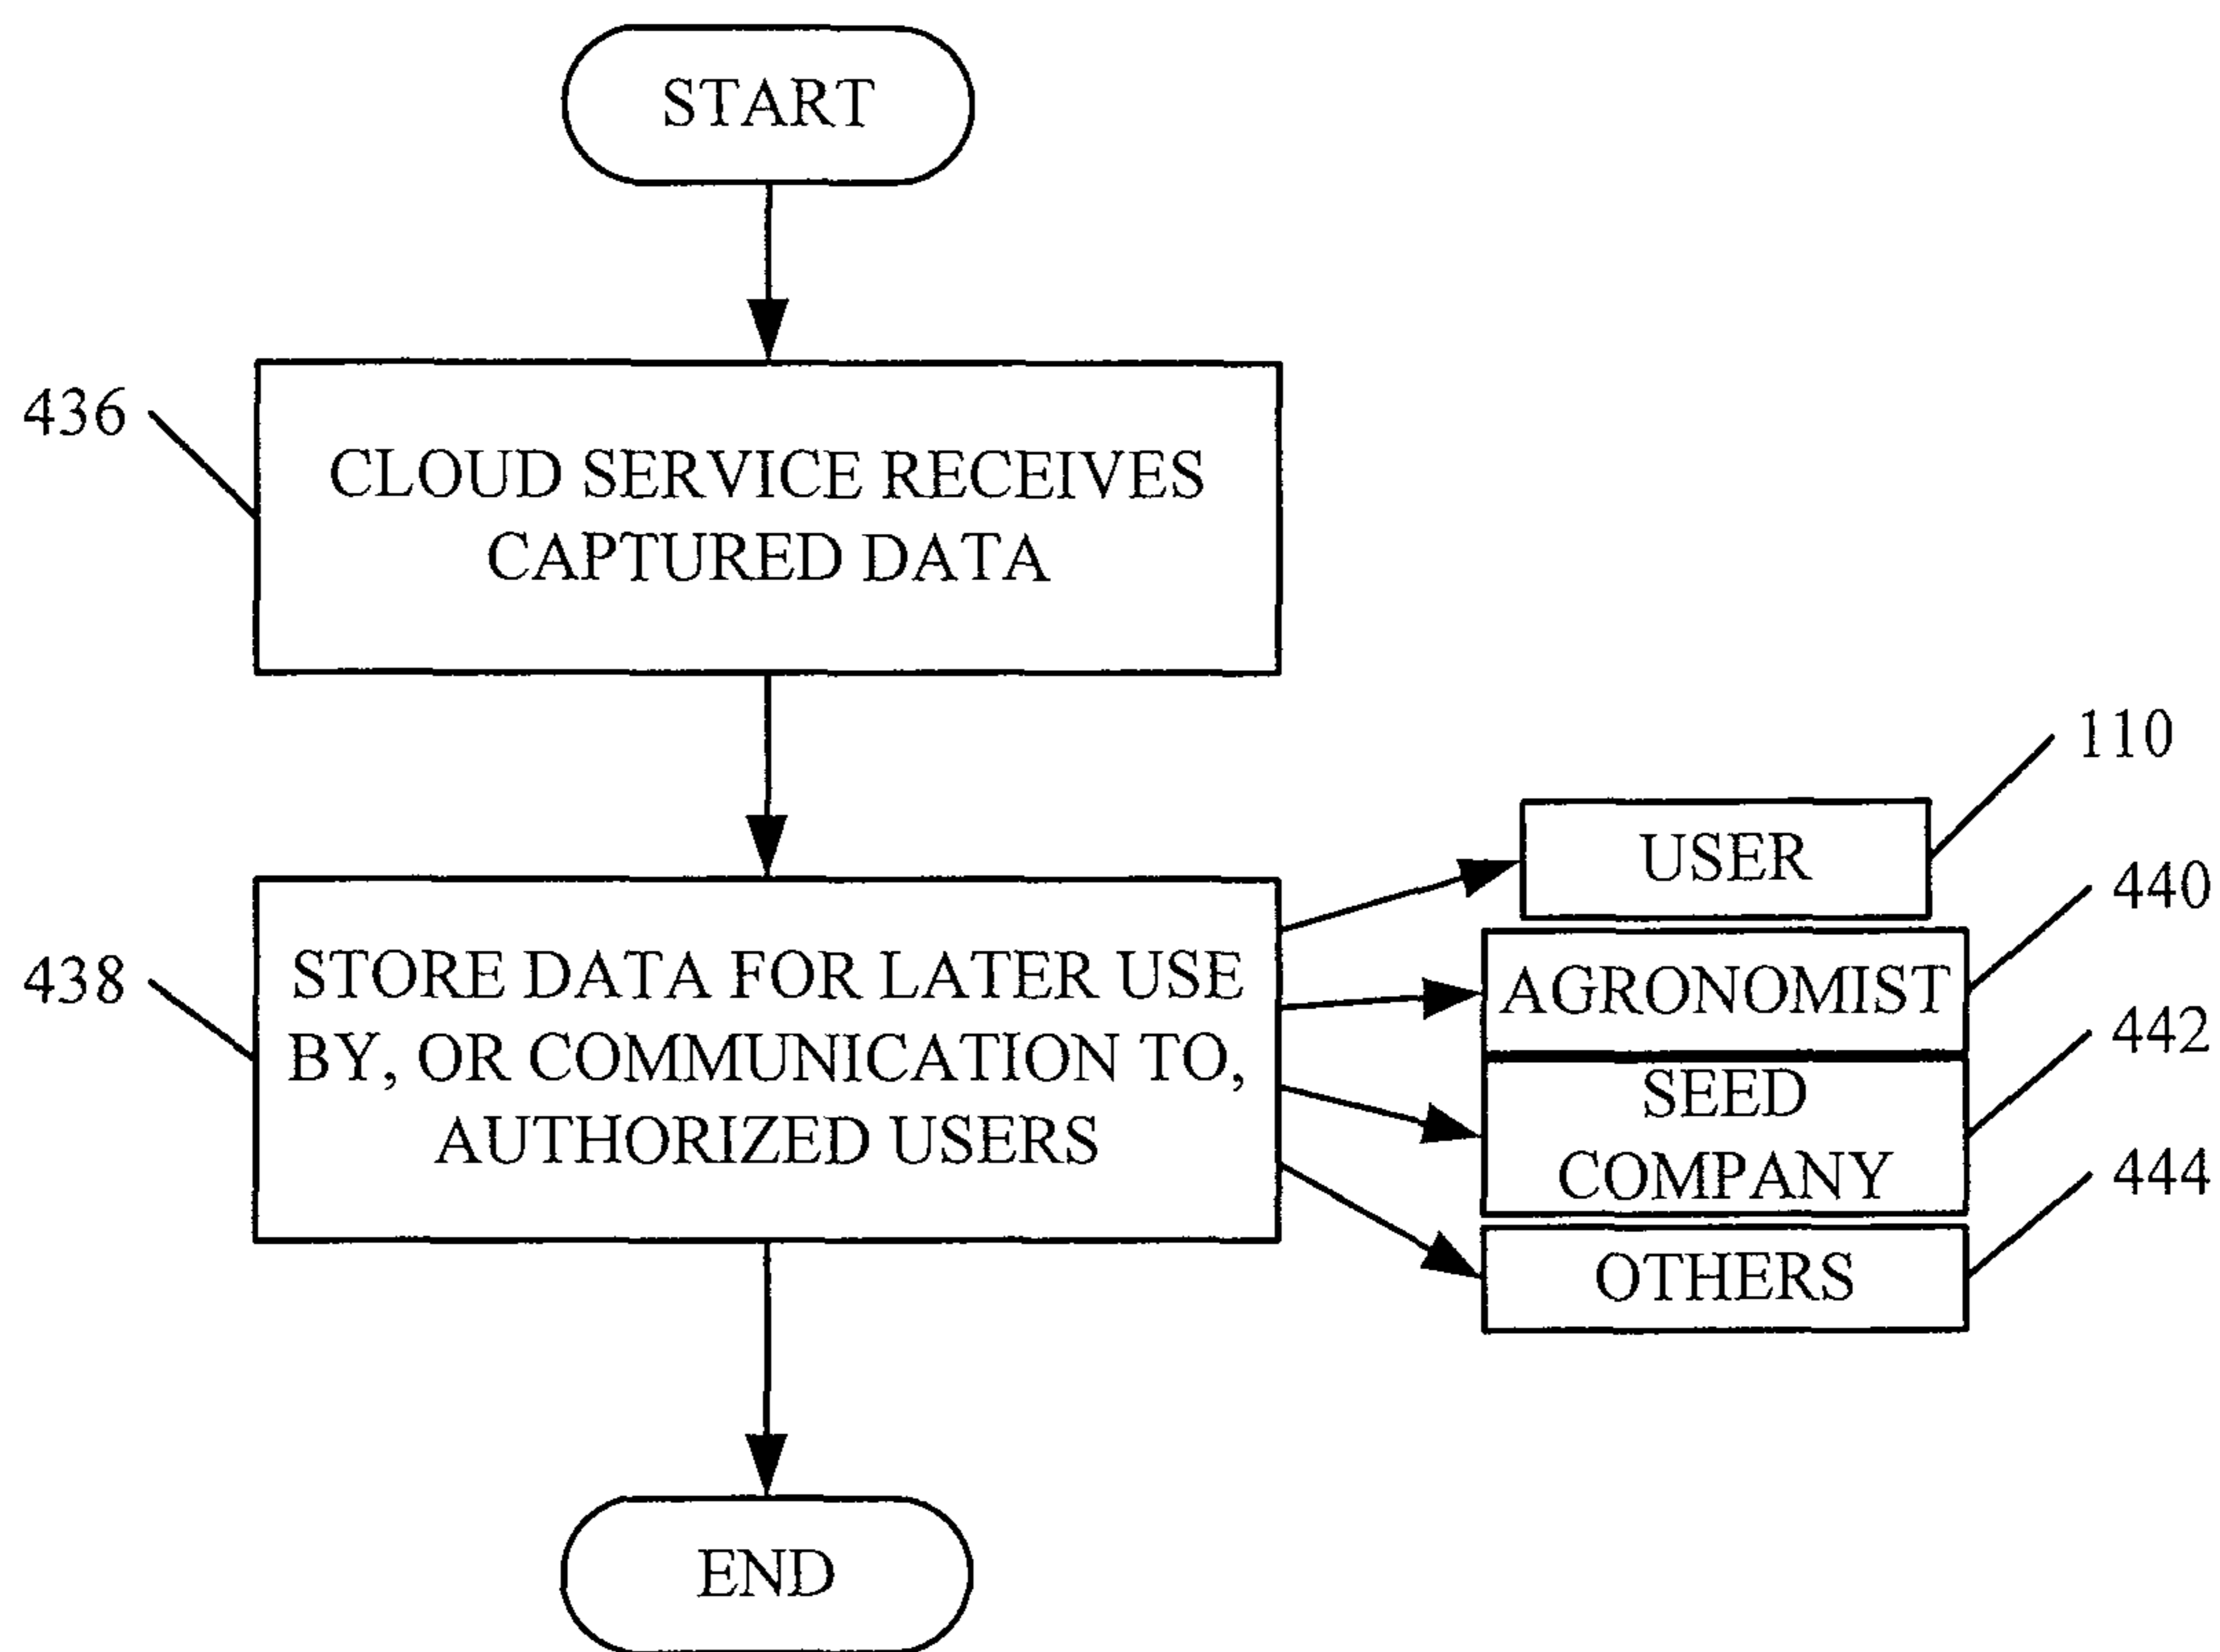 START
436
CLOUD SERVICE RECEIVES
CAPTURED DATA
110
USER
440
438
STORE DATA FOR LATER USE
BY, OR COMMUNICATION TO,
AUTHORIZED USERS
AGRONOMIST
442
SEED
COMPANY
444
OTHERS
END